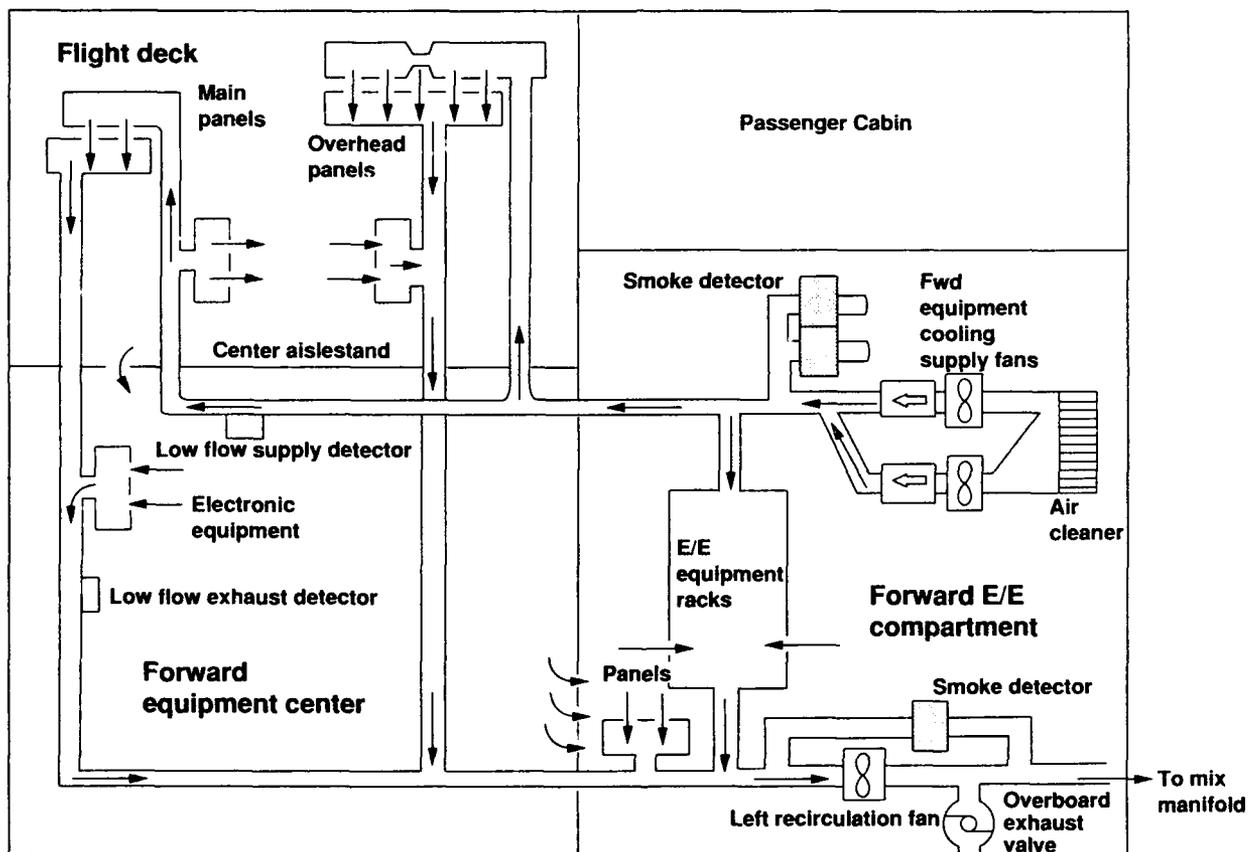 Flight deck
Main
panels
Overhead
panels
Passenger Cabin
Smoke detector
Fwd
equipment
cooling
supply fans
Center aislestand
Low flow supply detector
Electronic
equipment
Air
cleaner
E/E
equipment
racks
Low flow exhaust detector
Forward E/E
compartment
Forward
equipment center
Panels
Smoke detector
Left recirculation fan
Overboard
exhaust
valve
To mix
manifold